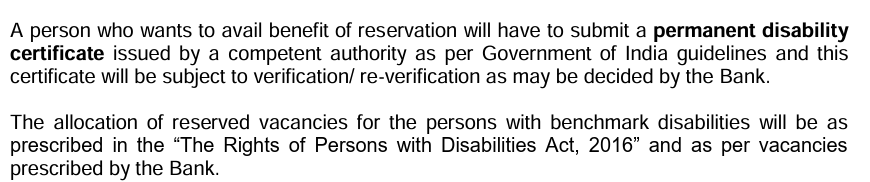 A person who wants to avail benefit of reservation will have to submit a permanent disability
certificate issued by a competent authority as per Government of India guidelines and this
certificate will be subject to verification/ re-verification as may be decided by the Bank.
The allocation of reserved vacancies for the persons with benchmark disabilities will be as
prescribed in the “The Rights of Persons with Disabilities Act, 2016” and as per vacancies
prescribed by the Bank.